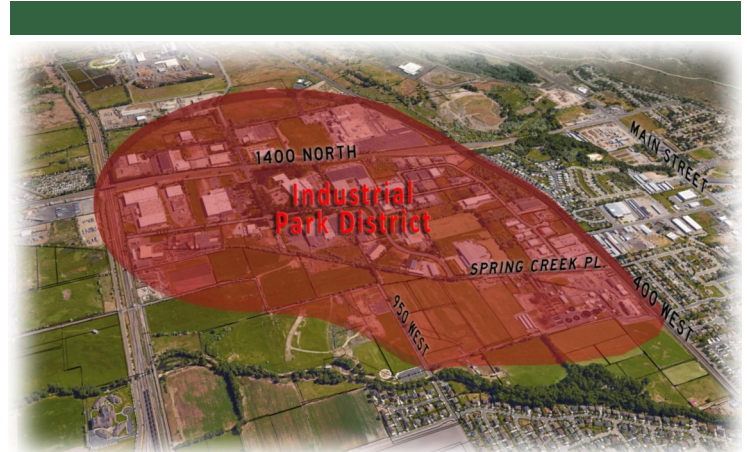 1400 NORTH
MAIN STREET
Industrial
Park District
SPRING CREEK PL.
950 WEST
400 WEST